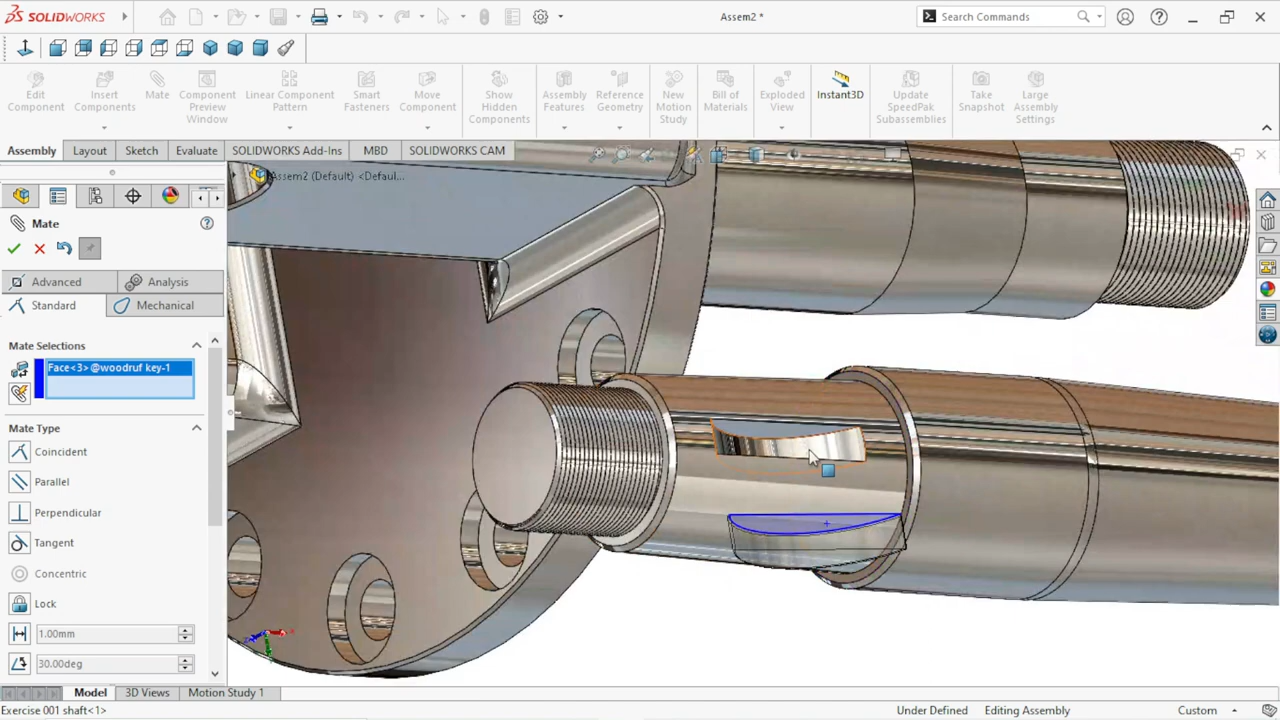 SOLIDWORKS
Assem2 *
Search Commands
Edit Component
Insert Components
Mate
Component Preview Window
Linear Component Pattern
Smart Fasteners
Move Component
Show Hidden Components
Assembly Features
Reference Geometry
New Motion Study
Bill of Materials
Exploded View
Instant3D
Update SpeedPak Subassemblies
Take Snapshot
Large Assembly Settings
Assembly
Layout
Sketch
Evaluate
SOLIDWORKS Add-Ins
MBD
SOLIDWORKS CAM
Assem2 (Default) <Defaul...
Mate
Advanced
Analysis
Standard
Mechanical
Mate Selections
Face<3>@woodruf key-1
Mate Type
Coincident
Parallel
Perpendicular
Tangent
Concentric
Lock
1.00mm
30.00deg
Model
3D Views
Motion Study 1
Exercise 001 shaft<1>
Under Defined
Editing Assembly
Custom